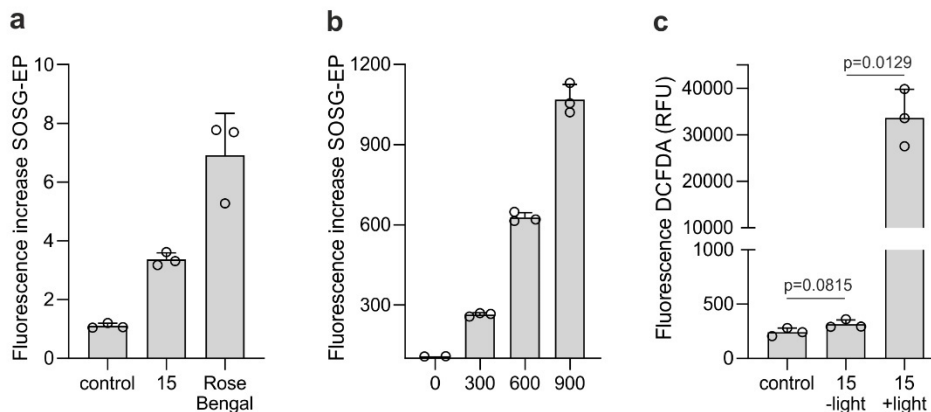 a
Fluorescence increase SOSG-EP
10
8
6
4
2
0
control
15
Rose
Bengal
b
Fluorescence increase SOSG-EP
1200
900
600
300
0
300
600
900
c
Fluorescence DCFDA (RFU)
p=0.0129
40000
30000
20000
10000
1000
500
0
p=0.0815
control
15
-light
15
+light